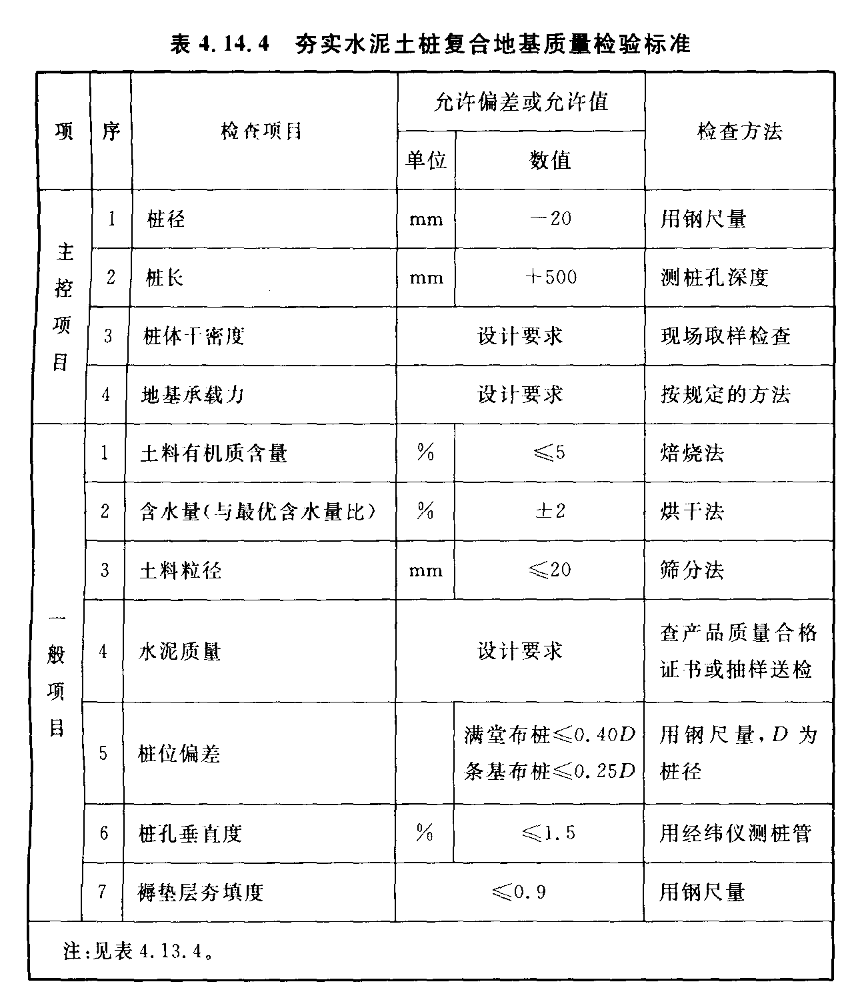 表 4.14.4 夯实水泥土桩复合地基质量检验标准
项 序 检查项目 允许偏差或允许值 检查方法
单位 数值
主控项目
1 桩径 mm －20 用钢尺量
2 桩长 mm ＋500 测桩孔深度
3 桩体干密度 设计要求 现场取样检查
4 地基承载力 设计要求 按规定的方法
一般项目
1 土料有机质含量 % ≤5 焙烧法
2 含水量(与最优含水量比) % ±2 烘干法
3 土料粒径 mm ≤20 筛分法
4 水泥质量 设计要求 查产品质量合格
证书或抽样送检
5 桩位偏差 满堂布桩≤0.40D 用钢尺量,D 为
条基布桩≤0.25D 桩径
6 桩孔垂直度 % ≤1.5 用经纬仪测桩管
7 褥垫层夯填度 ≤0.9 用钢尺量
注:见表 4.13.4。